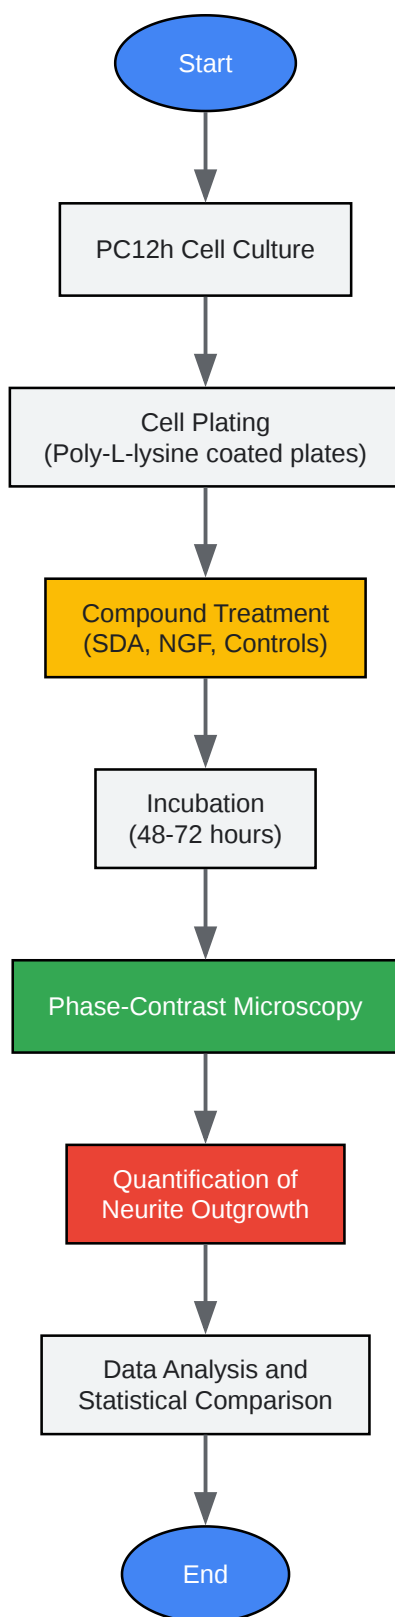 Start
PC12h Cell Culture
Cell Plating
(Poly-L-lysine coated plates)
Compound Treatment
(SDA, NGF, Controls)
Incubation
(48-72 hours)
Phase-Contrast Microscopy
Quantification of
Neurite Outgrowth
Data Analysis and
Statistical Comparison
End